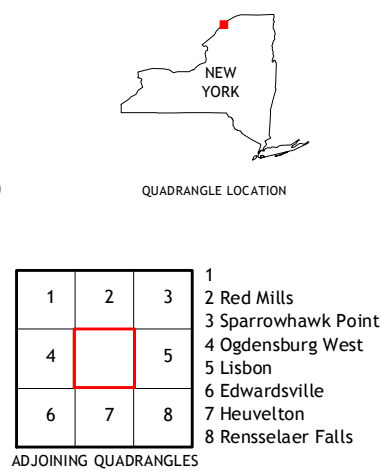 NEW
YORK
QUADRANGLE LOCATION
1 2 3
4 5
6 7 8
1
2 Red Mills
3 Sparrowhawk Point
4 Ogdensburg West
5 Lisbon
6 Edwardsville
7 Heuvelton
8 Rensselaer Falls
ADJOINING QUADRANGLES